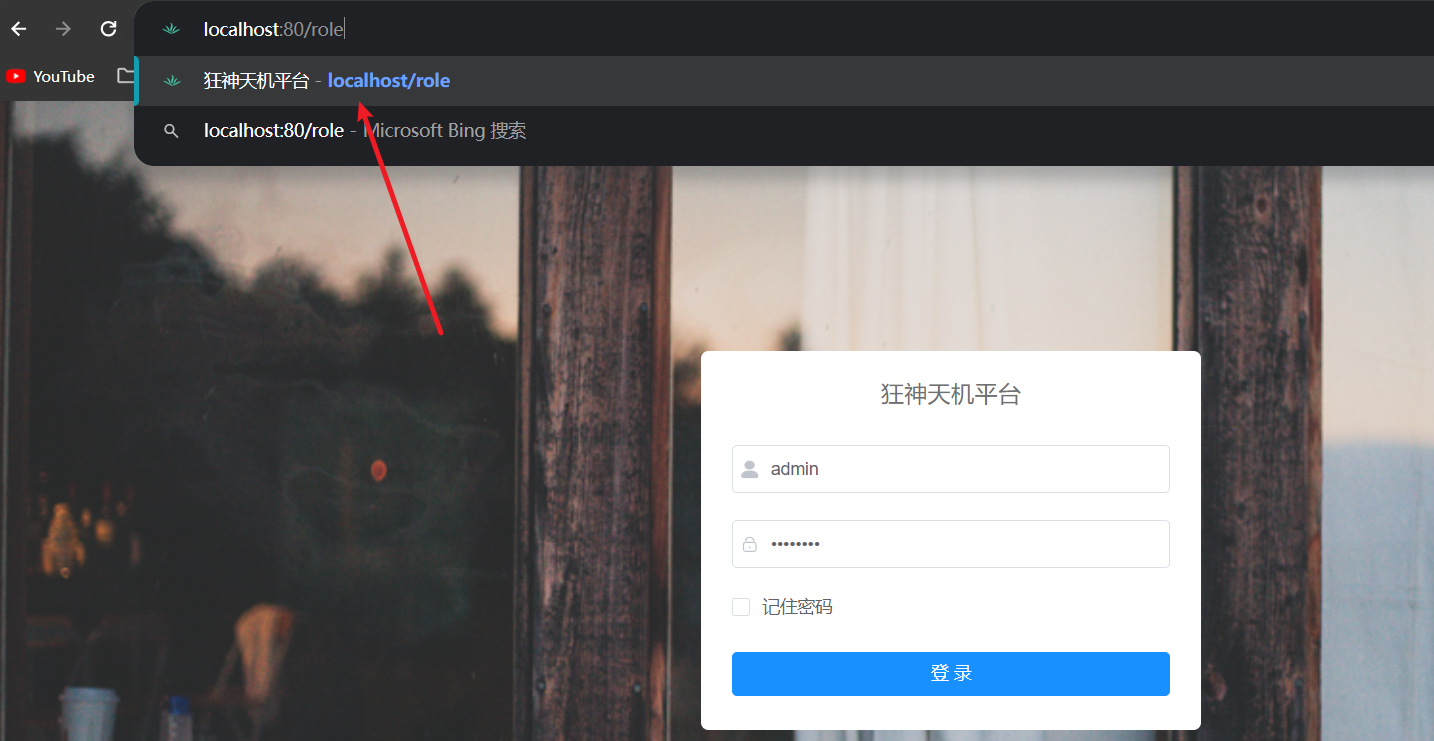 localhost:80/role
YouTube
狂神天机平台 - localhost/role
localhost:80/role - Microsoft Bing 搜索
狂神天机平台
admin
••••••••
记住密码
登 录